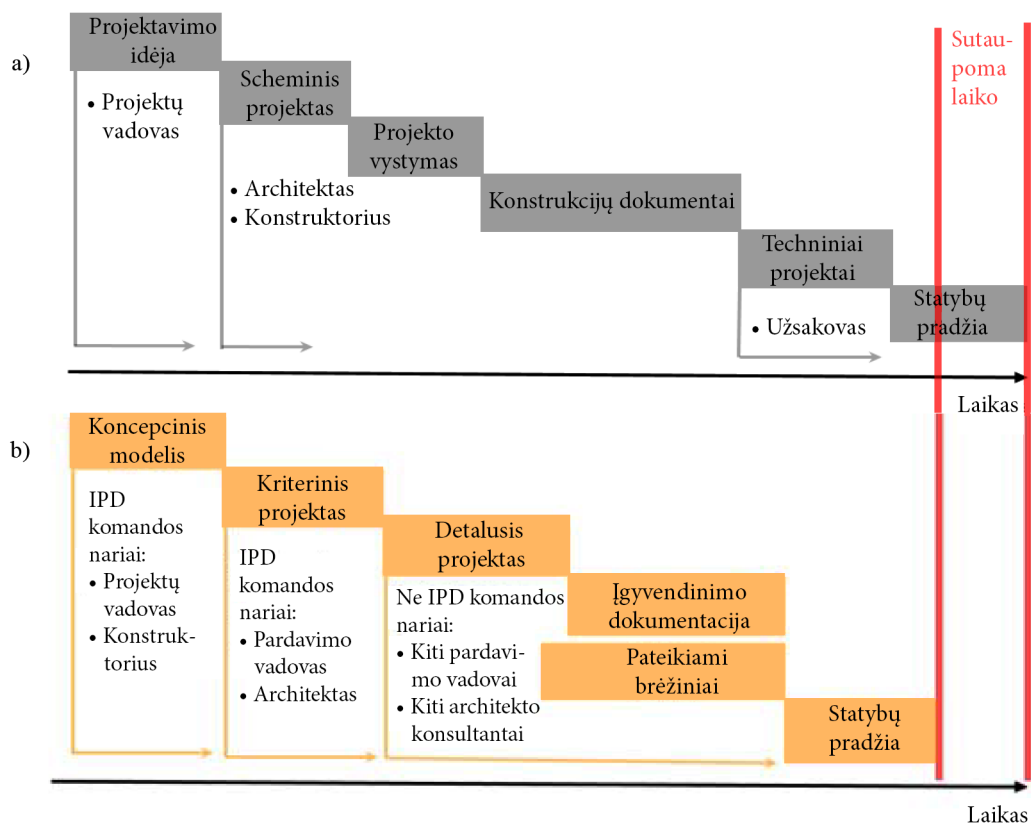 a)
Projektavimo
idėja
• Projektų
vadovas
Scheminis
projektas
• Architektas
• Konstruktorius
Projekto
vystymas
Konstrukcijų dokumentai
Techniniai
projektai
• Užsakovas
Statybų
pradžia
Sutau-
poma
laiko
Laikas
b)
Koncepcinis
modelis
IPD
komandos
nariai:
• Projektų
vadovas
• Konstruk-
torius
Kriterinis
projektas
IPD
komandos
nariai:
• Pardavimo
vadovas
• Architektas
Detalusis
projektas
Ne IPD komandos
nariai:
• Kiti pardavi-
mo vadovai
• Kiti architekto
konsultantai
Įgyvendinimo
dokumentacija
Pateikiami
brėžiniai
Statybų
pradžia
Laikas